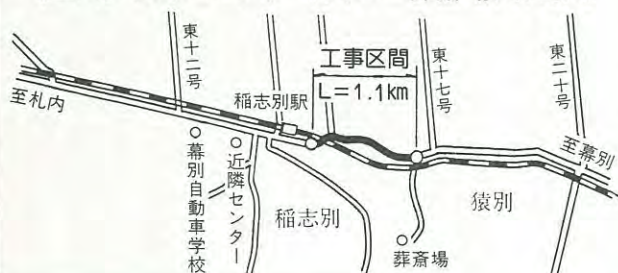 東十二号
工事区間
L=1.1km
東十七号
東二十号
至札内
稲志別駅
至幕別
幕別自動車学校
近隣センター
稲志別
猿別
葬斎場